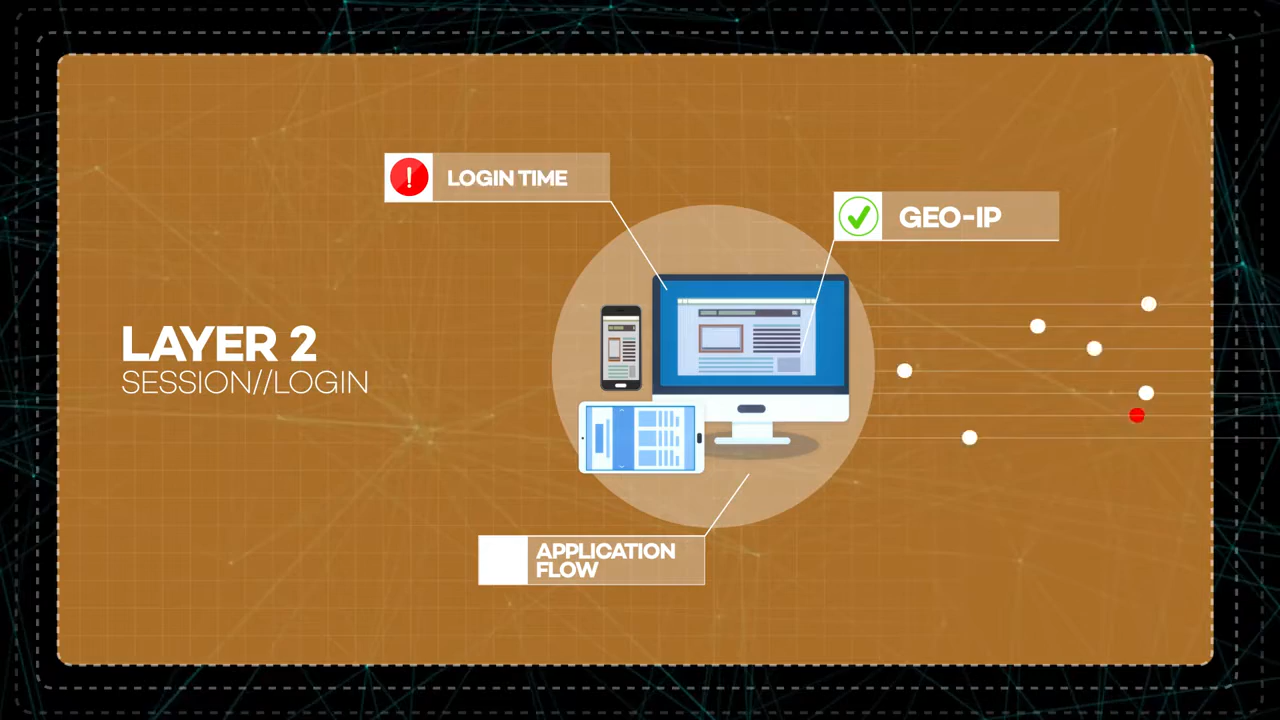 LOGIN TIME
GEO-IP
LAYER 2
SESSION//LOGIN
APPLICATION
FLOW